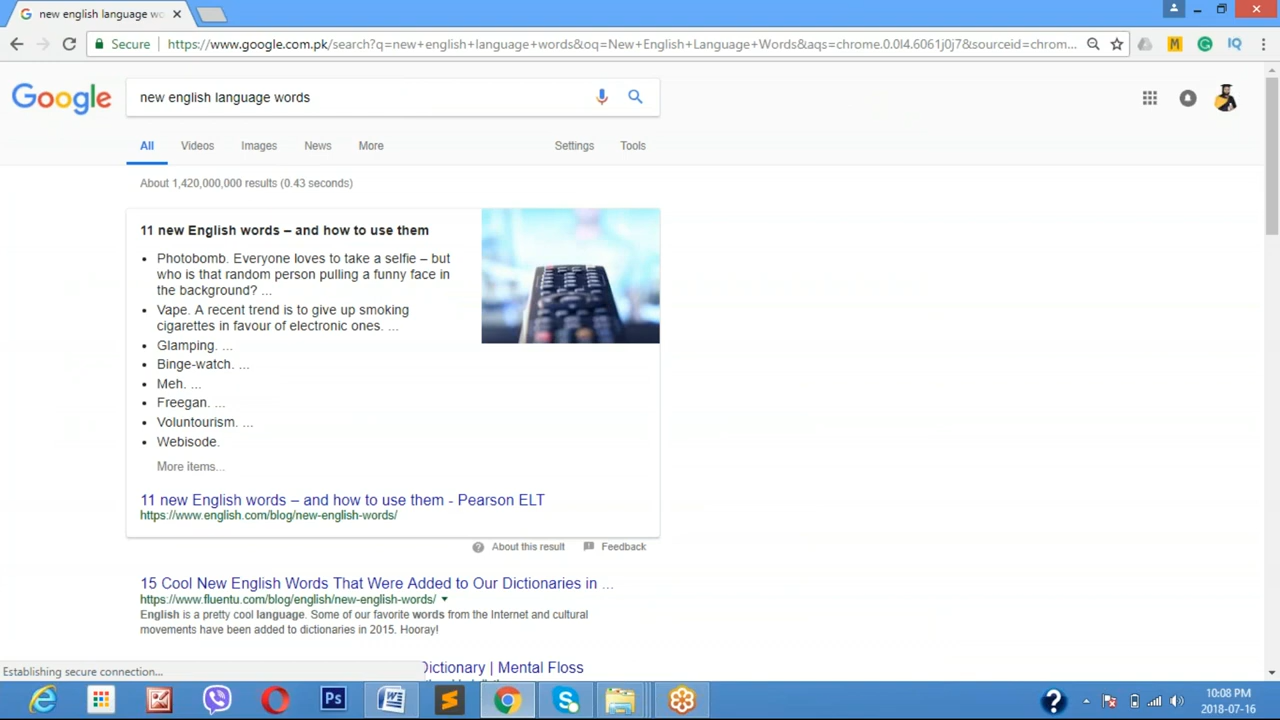 new english language wo
Secure
https://www.google.com.pk/search?q=new+english+language+words&oq=New+English+Language+Words&aqs=chrome.0.0l4.6061j0j7&sourceid=chrom...
M
IQ
Google
new english language words
All Videos Images News More Settings Tools
About 1,420,000,000 results (0.43 seconds)
11 new English words – and how to use them
• Photobomb. Everyone loves to take a selfie – but
who is that random person pulling a funny face in
the background? ...
• Vape. A recent trend is to give up smoking
cigarettes in favour of electronic ones. ...
• Glamping. ...
• Binge-watch. ...
• Meh. ...
• Freegan. ...
• Voluntourism. ...
• Webisode.
More items...
11 new English words – and how to use them - Pearson ELT
https://www.english.com/blog/new-english-words/
About this result Feedback
15 Cool New English Words That Were Added to Our Dictionaries in ...
https://www.fluentu.com/blog/english/new-english-words/
English is a pretty cool language. Some of our favorite words from the Internet and cultural
movements have been added to dictionaries in 2015. Hooray!
Dictionary | Mental Floss
Establishing secure connection...
Ps
10:08 PM
2018-07-16